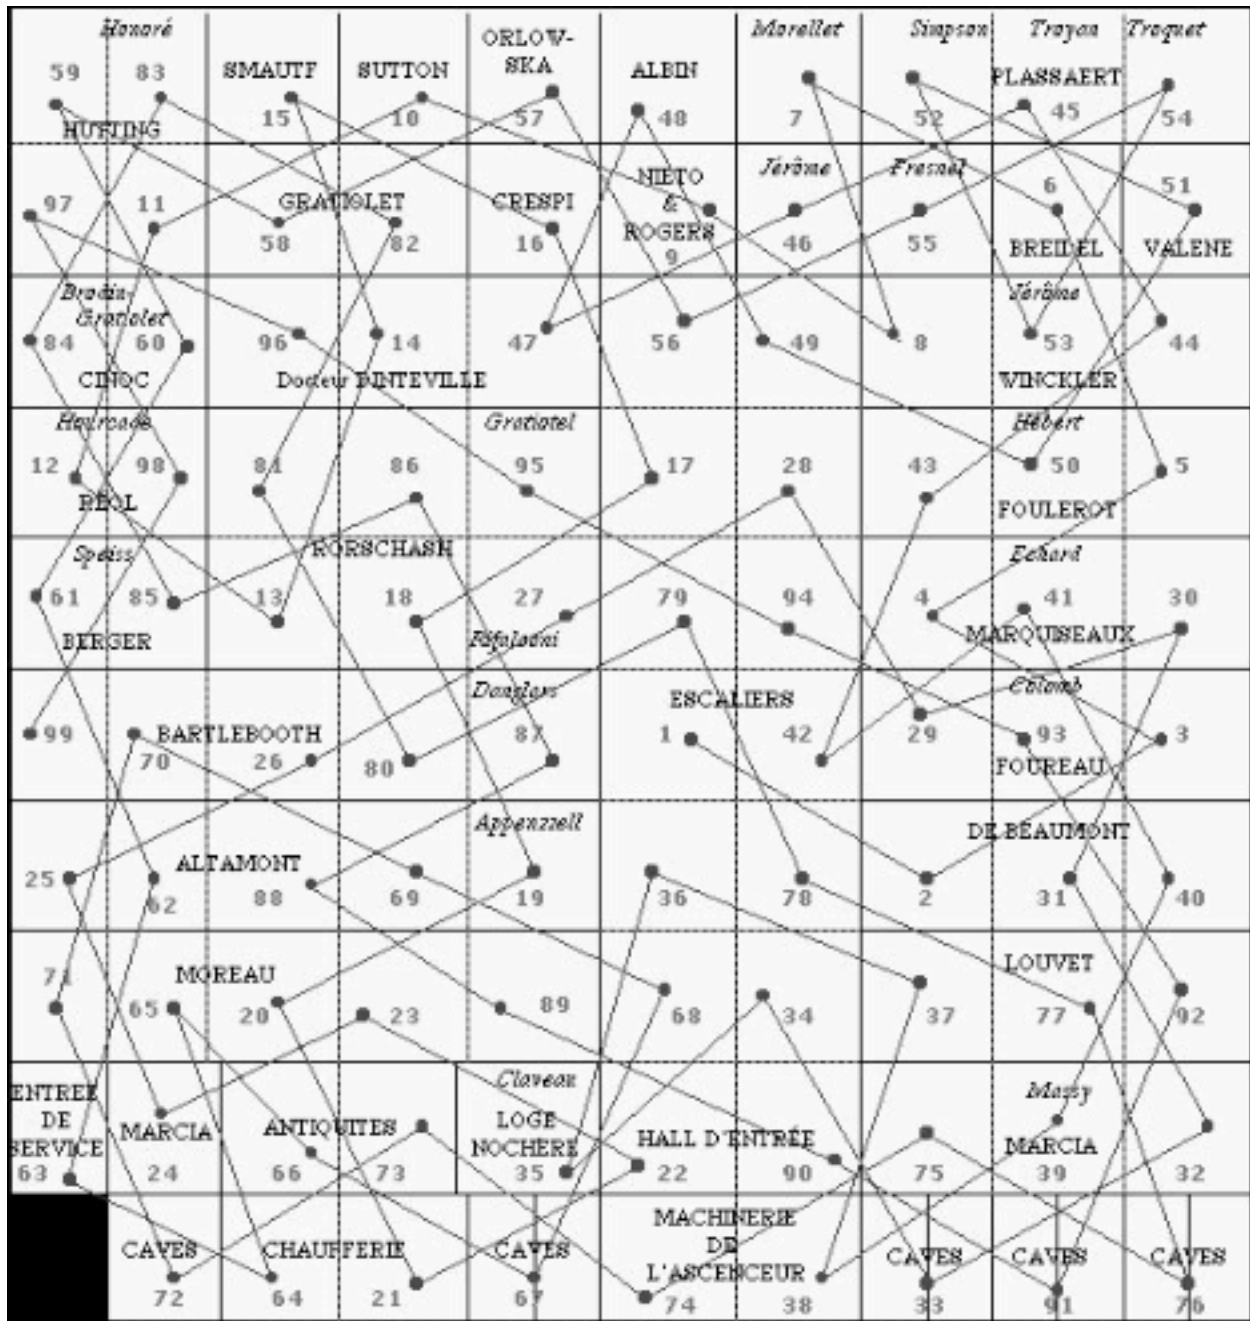 Honoré Morellet Simpson Troyan Troquet
ORLOW-
SKA
59 83 SMAUTF SUTTON ALBIN PLASSAERT
15 10 57 48 7 52 45 54
HUTTING
NIETO Jérôme Fresnel
97 11 & 6 51
GRATIOLET CRESPI
58 82 16 ROGERS 46 55 BREIDEL VALENE
9
Brodin-
Gratiolet Jérôme
84 60 96 14 47 56 49 8 53 44
CINOC Docteur DINTEVILLE WINCKLER
Hourcade Gratiolet Hébert
12 98 81 86 95 17 28 43 50 5
REOL FOULEROT
Speiss RORSCHASH Echard
61 85 13 18 27 79 94 4 41 30
BERGER MARQUISEAUX
Danglars ESCALIERS Colomb
99 BARTLEBOOTH 87 1 42 29 93 3
70 26 80 FOUREAU
Appenzzell DE BEAUMONT
25 ALTAMONT
62 88 69 19 36 78 2 31 40
71 MOREAU LOUVET
65 20 23 89 68 34 37 77 92
ENTREE Claveau Massy
DE MARCIA ANTIQUITES LOGE HALL D'ENTRÉE MARCIA
SERVICE NOCHERE
63 24 66 73 35 22 90 75 39 32
MACHINERIE
DE
CAVES CHAUFFERIE CAVES L'ASCENCEUR CAVES CAVES CAVES
72 64 21 67 74 38 33 91 76